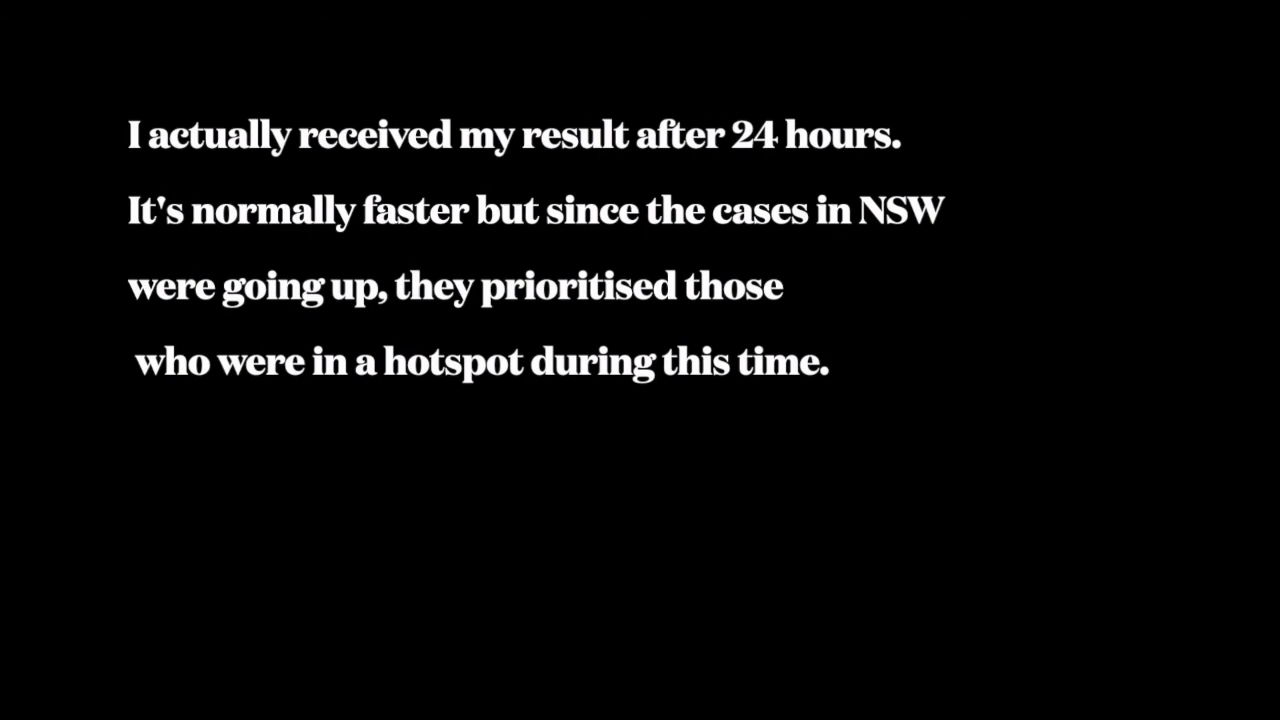 I actually received my result after 24 hours.
It's normally faster but since the cases in NSW
were going up, they prioritised those
who were in a hotspot during this time.